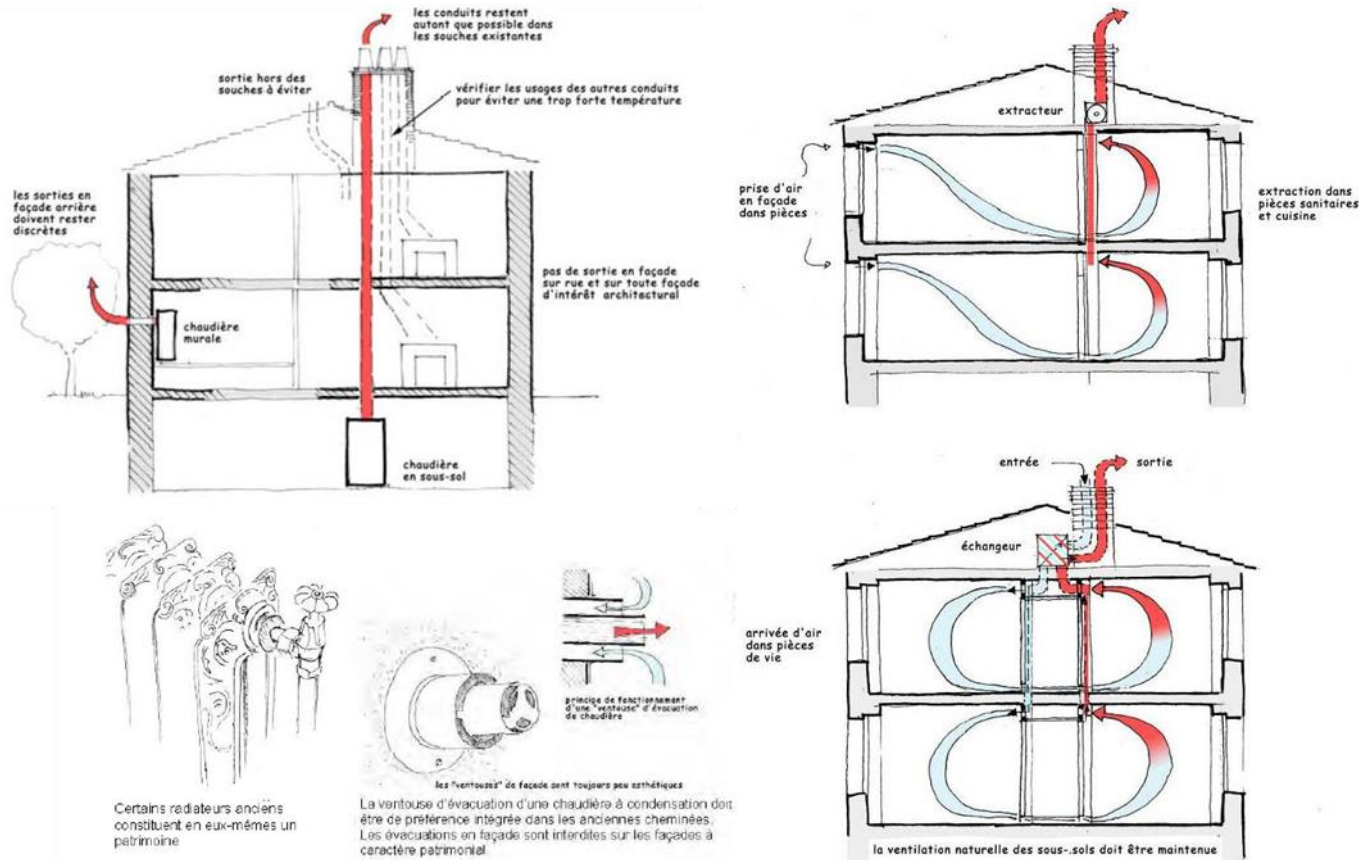 les conduits restent
autant que possible dans
les souches existantes
sortie hors des
souches à éviter
vérifier les usages des autres conduits
pour éviter une trop forte température
les sorties en
façade arrière
doivent rester
discrètes
chaudière
murale
pas de sortie en façade
sur rue et sur toute façade
d'intérêt architectural
chaudière
en sous-sol
extracteur
prise d'air
en façade
dans pièces
extraction dans
pièces sanitaires
et cuisine
Certains radiateurs anciens
constituent en eux-mêmes un
patrimoine
principe de fonctionnement
d'une "ventouse" d'évacuation
de chaudière
les "ventouses" de façade sont toujours peu esthétiques
La ventouse d'évacuation d'une chaudière à condensation doit
être de préférence intégrée dans les anciennes cheminées.
Les évacuations en façade sont interdites sur les façades à
caractère patrimonial
entrée
sortie
échangeur
arrivée d'air
dans pièces
de vie
la ventilation naturelle des sous-.sols doit être maintenue